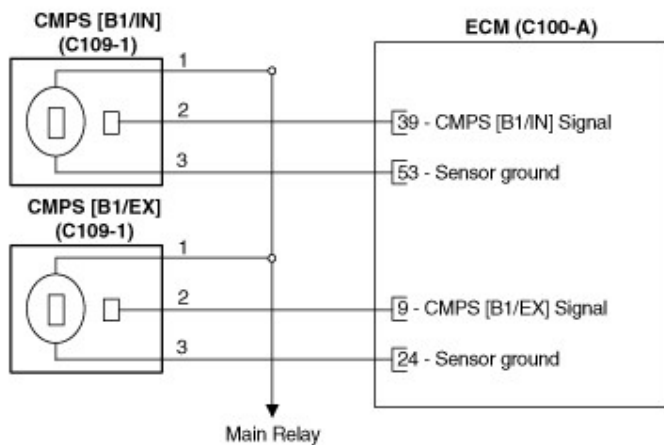 CMPS [B1/IN]
(C109-1)
ECM (C100-A)
1
2
39 - CMPS [B1/IN] Signal
3
53 - Sensor ground
CMPS [B1/EX]
(C109-1)
1
2
9 - CMPS [B1/EX] Signal
3
24 - Sensor ground
Main Relay